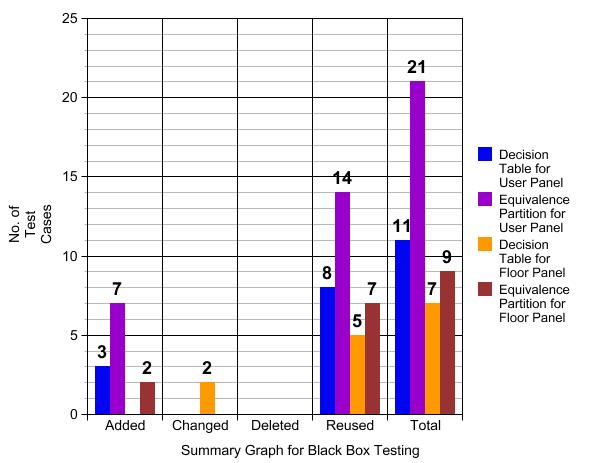 25
20
15
10
5
0
No. of
Test
Cases
3
7
2
2
8
14
5
7
11
21
7
9
Added
Changed
Deleted
Reused
Total
Summary Graph for Black Box Testing
Decision
Table for
User Panel
Equivalence
Partition for
User Panel
Decision
Table for
Floor Panel
Equivalence
Partition for
Floor Panel